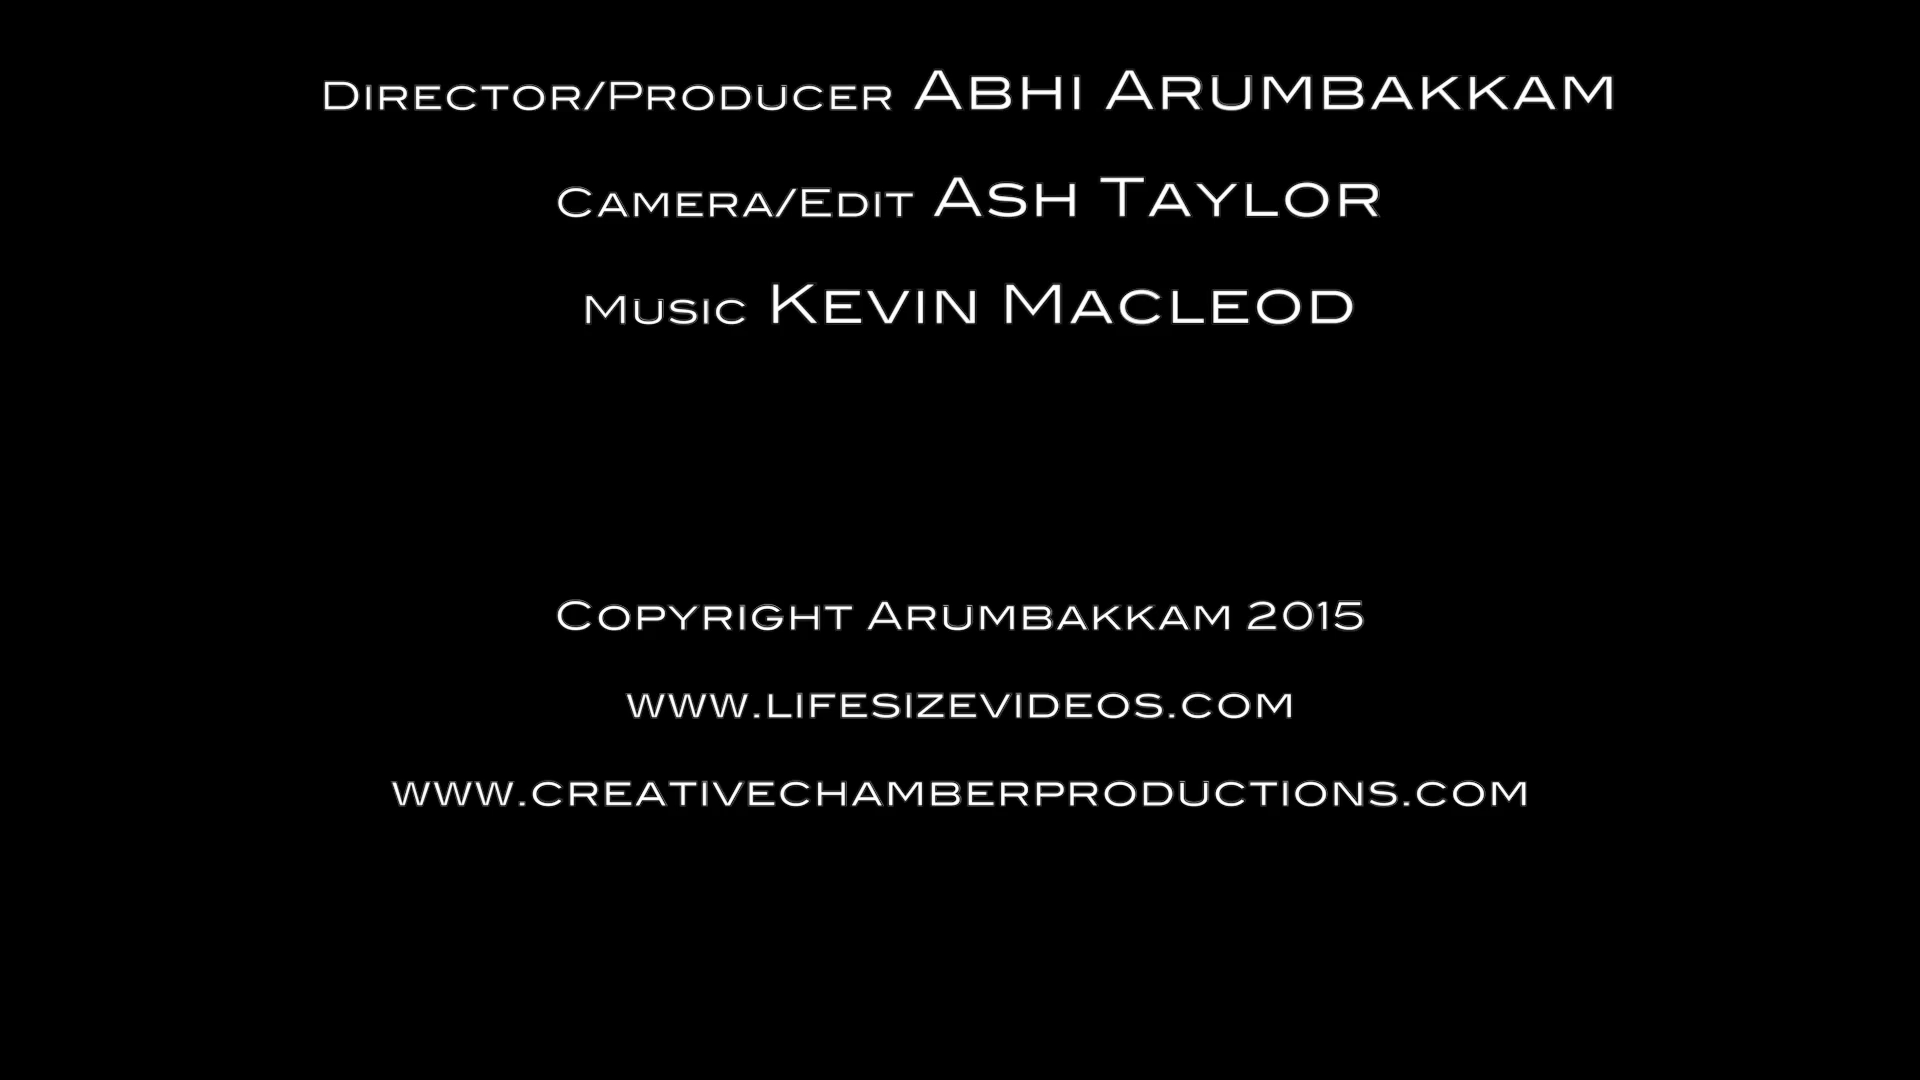 Director/Producer Abhi Arumbakkam
Camera/Edit Ash Taylor
Music Kevin Macleod
Copyright Arumbakkam 2015
www.lifesizevideos.com
www.creativechamberproductions.com